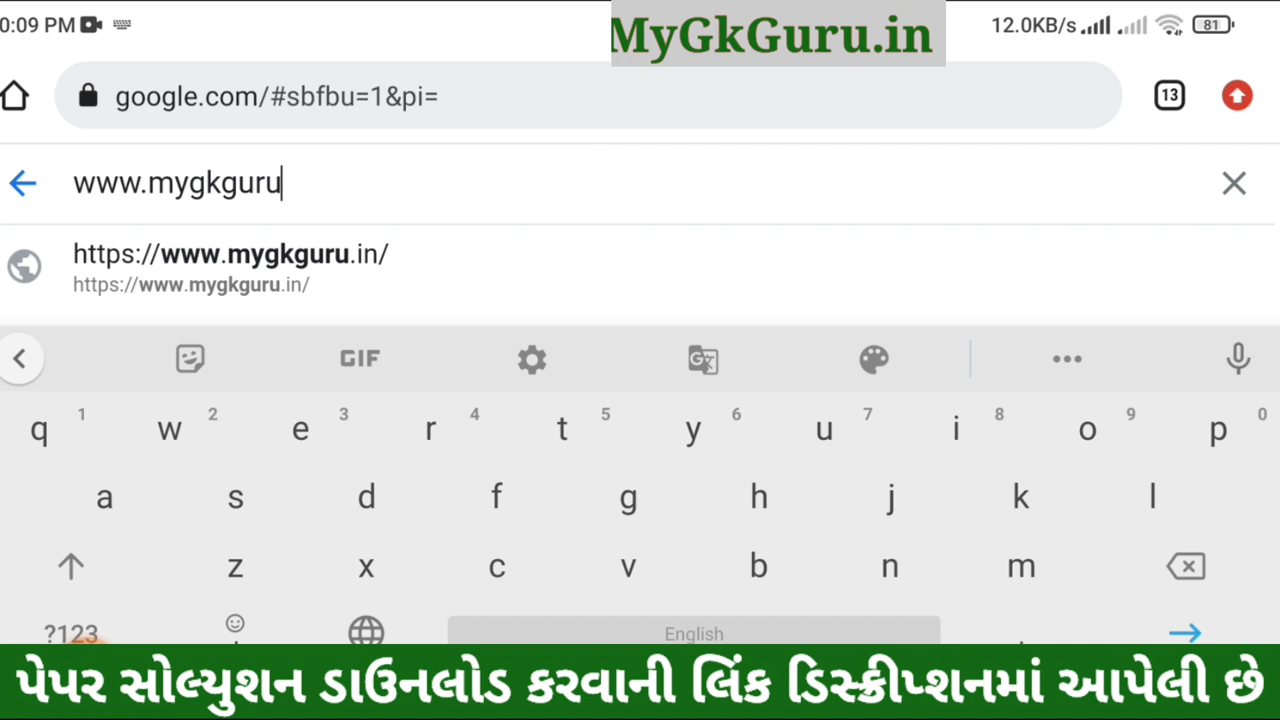 0:09 PM
MyGkGuru.in
12.0KB/s 81
google.com/#sbfbu=1&pi=
13
www.mygkguru
https://www.mygkguru.in/
https://www.mygkguru.in/
GIF
q 1 w 2 e 3 r 4 t 5 y 6 u 7 i 8 o 9 p 0
a s d f g h j k l
z x c v b n m
?123 English
પેપર સોલ્યુશન ડાઉનલોડ કરવાની લિંક ડિસ્ક્રીપ્શનમાં આપેલી છે